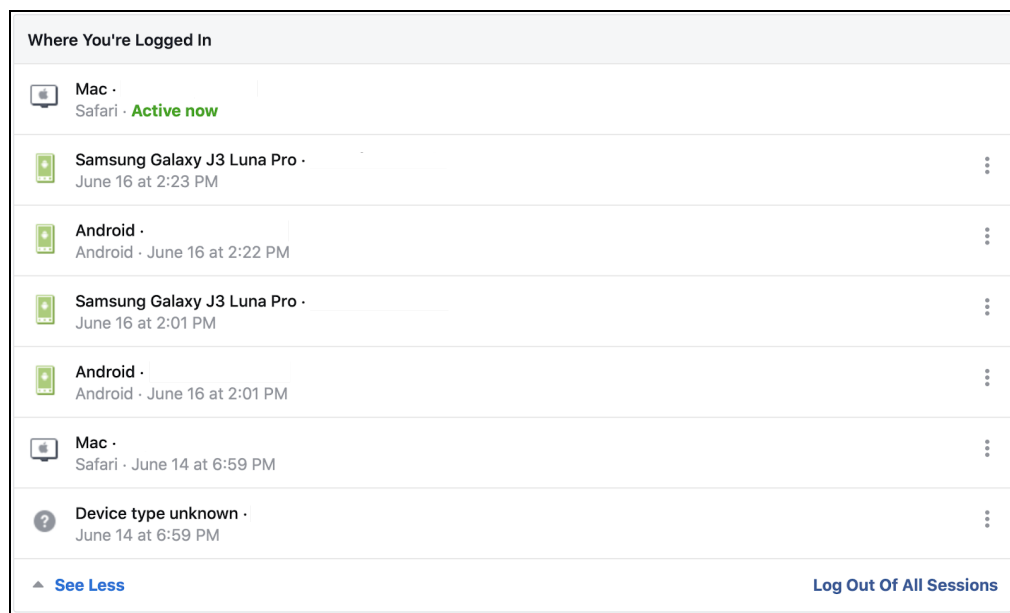 Where You're Logged In
Mac ·
Safari · Active now
Samsung Galaxy J3 Luna Pro ·
June 16 at 2:23 PM
Android ·
Android · June 16 at 2:22 PM
Samsung Galaxy J3 Luna Pro ·
June 16 at 2:01 PM
Android ·
Android · June 16 at 2:01 PM
Mac ·
Safari · June 14 at 6:59 PM
?
Device type unknown ·
June 14 at 6:59 PM
See Less
Log Out Of All Sessions